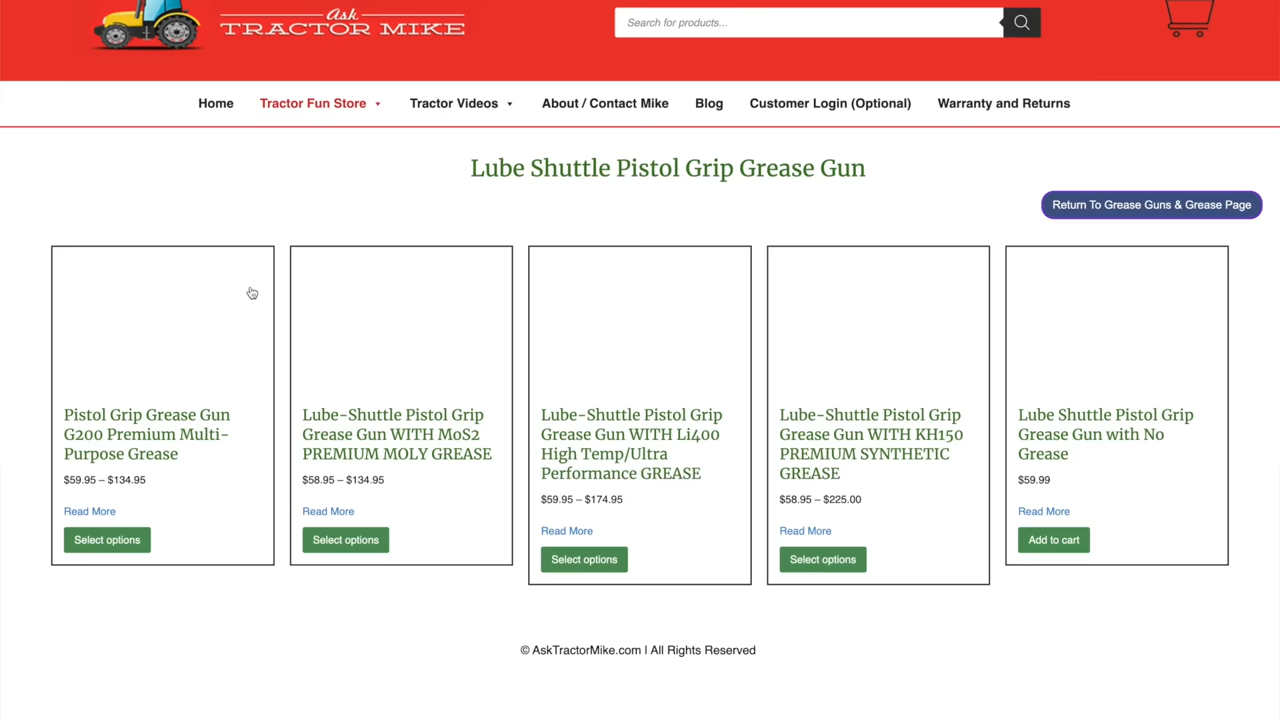 Ask
TRACTOR MIKE
Search for products...
Home
Tractor Fun Store
Tractor Videos
About / Contact Mike
Blog
Customer Login (Optional)
Warranty and Returns
Lube Shuttle Pistol Grip Grease Gun
Return To Grease Guns & Grease Page
Pistol Grip Grease Gun
G200 Premium Multi-
Purpose Grease
$59.95 – $134.95
Read More
Select options
Lube-Shuttle Pistol Grip
Grease Gun WITH MoS2
PREMIUM MOLY GREASE
$58.95 – $134.95
Read More
Select options
Lube-Shuttle Pistol Grip
Grease Gun WITH Li400
High Temp/Ultra
Performance GREASE
$59.95 – $174.95
Read More
Select options
Lube-Shuttle Pistol Grip
Grease Gun WITH KH150
PREMIUM SYNTHETIC
GREASE
$58.95 – $225.00
Read More
Select options
Lube Shuttle Pistol Grip
Grease Gun with No
Grease
$59.99
Read More
Add to cart
© AskTractorMike.com | All Rights Reserved